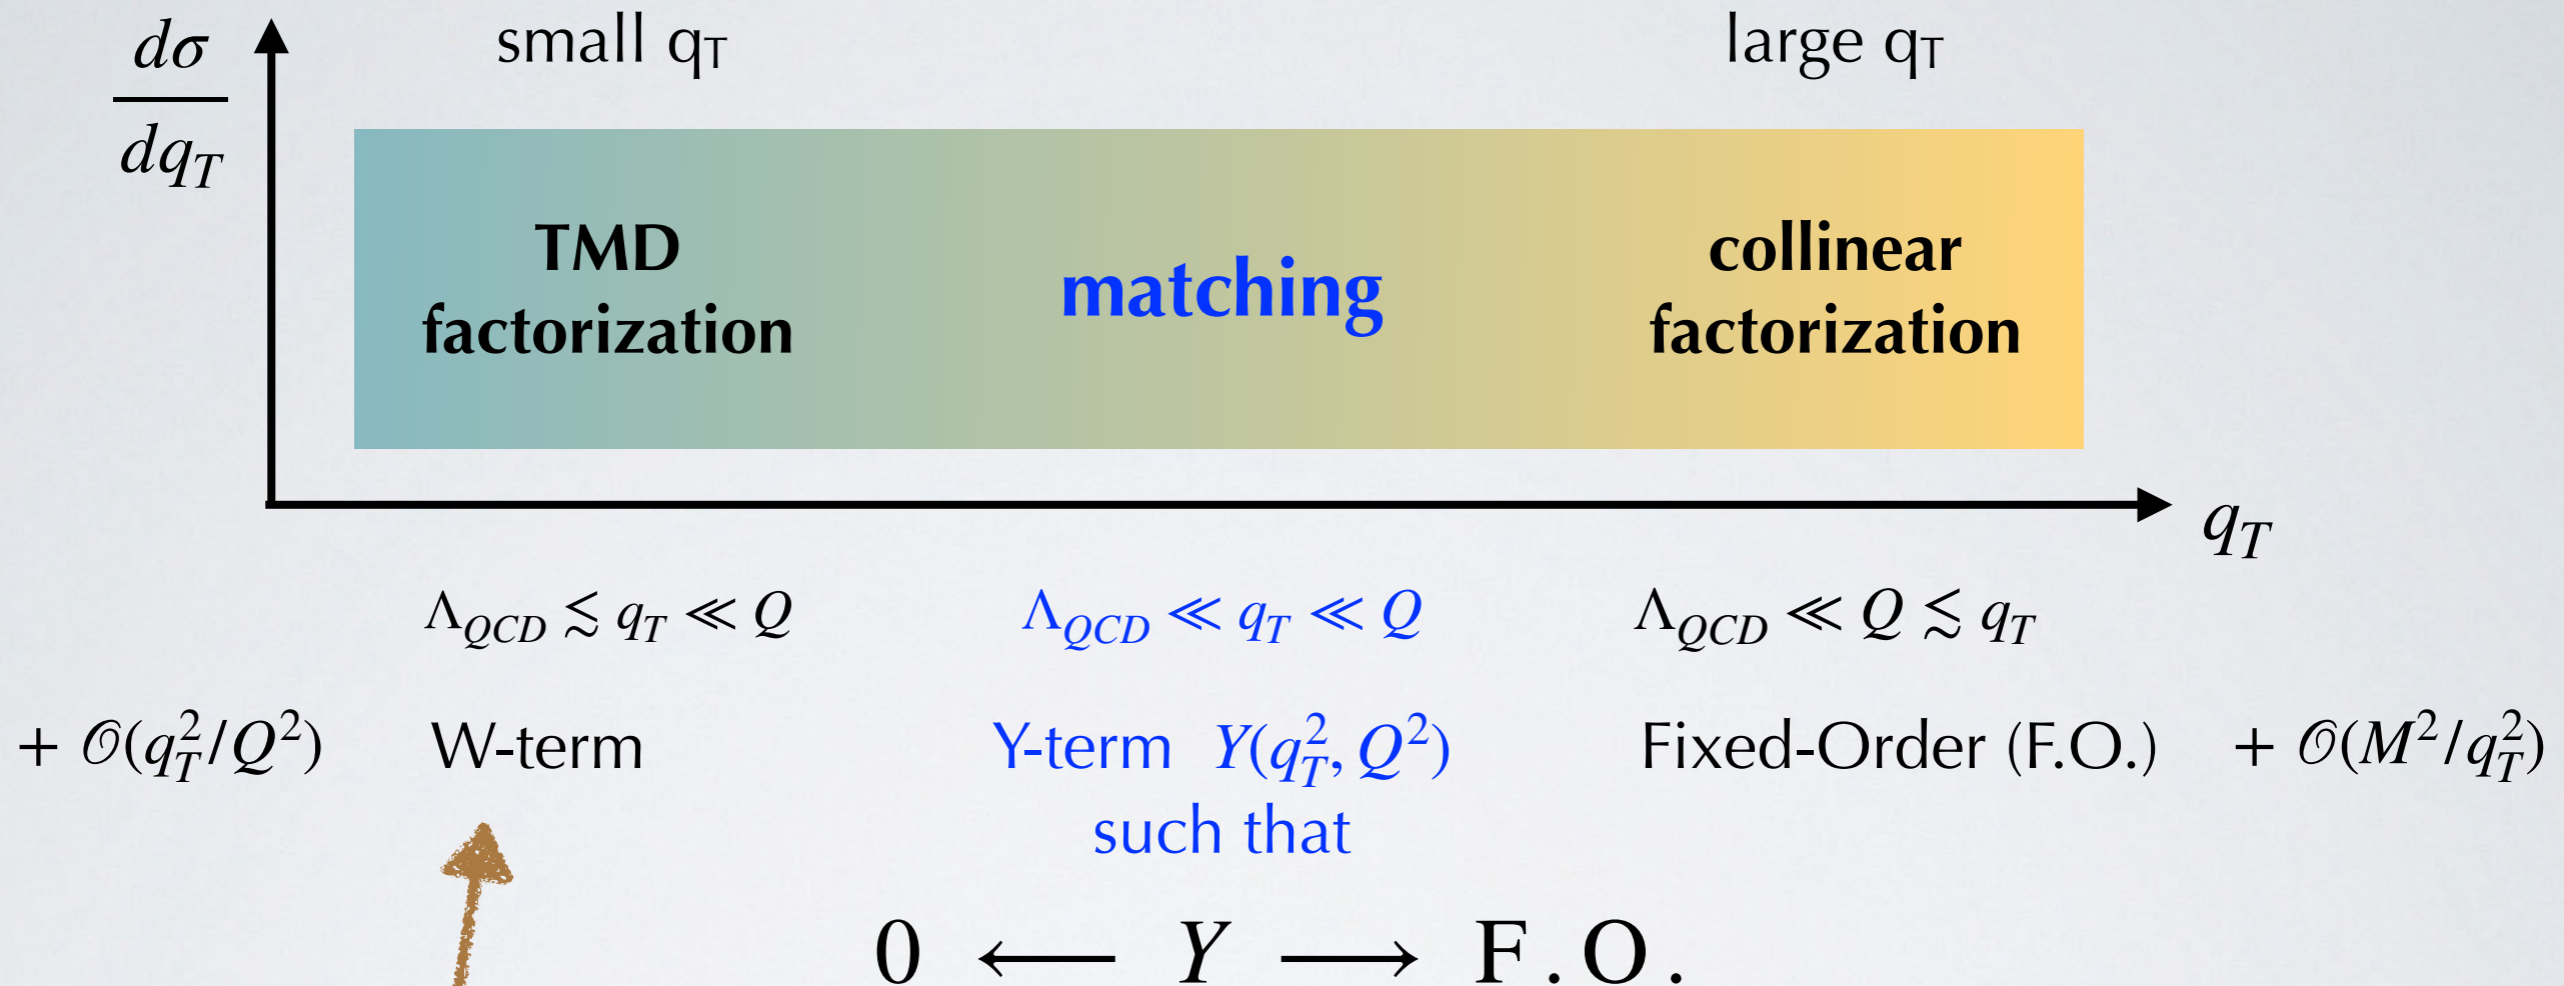 dσ
dq_T
small q_T
large q_T
TMD
factorization
matching
collinear
factorization
q_T
Λ_QCD ≲ q_T ≪ Q
Λ_QCD ≪ q_T ≪ Q
Λ_QCD ≪ Q ≲ q_T
+ 𝒪(q_T^2/Q^2)
W-term
Y-term Y(q_T^2, Q^2)
such that
Fixed-Order (F.O.)
+ 𝒪(M^2/q_T^2)
0 ⟵ Y ⟶ F.O.